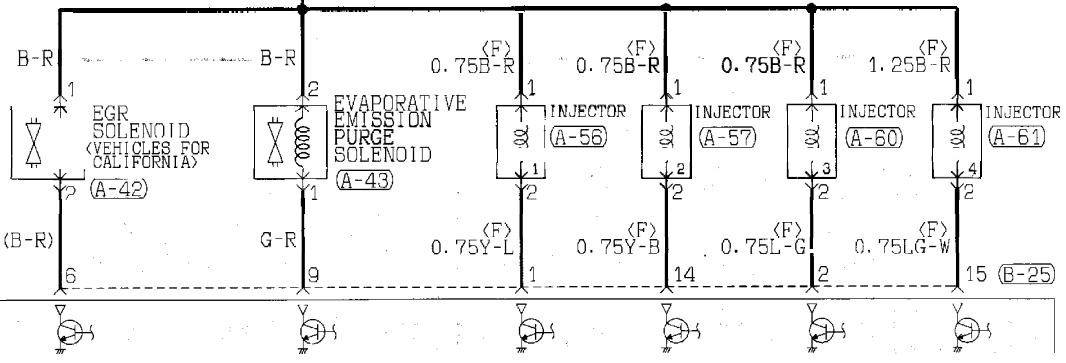 B-R
B-R
⟨F⟩
0.75B-R
⟨F⟩
0.75B-R
⟨F⟩
0.75B-R
⟨F⟩
1.25B-R
1
2
1
1
1
1
EGR
SOLENOID
⟨VEHICLES FOR
CALIFORNIA⟩
(A-42)
EVAPORATIVE
EMISSION
PURGE
SOLENOID
(A-43)
INJECTOR
(A-56)
INJECTOR
(A-57)
INJECTOR
(A-60)
INJECTOR
(A-61)
1
2
3
4
2
1
2
2
2
2
(B-R)
G-R
⟨F⟩
0.75Y-L
⟨F⟩
0.75Y-B
⟨F⟩
0.75L-G
⟨F⟩
0.75LG-W
6
9
1
14
2
15 (B-25)